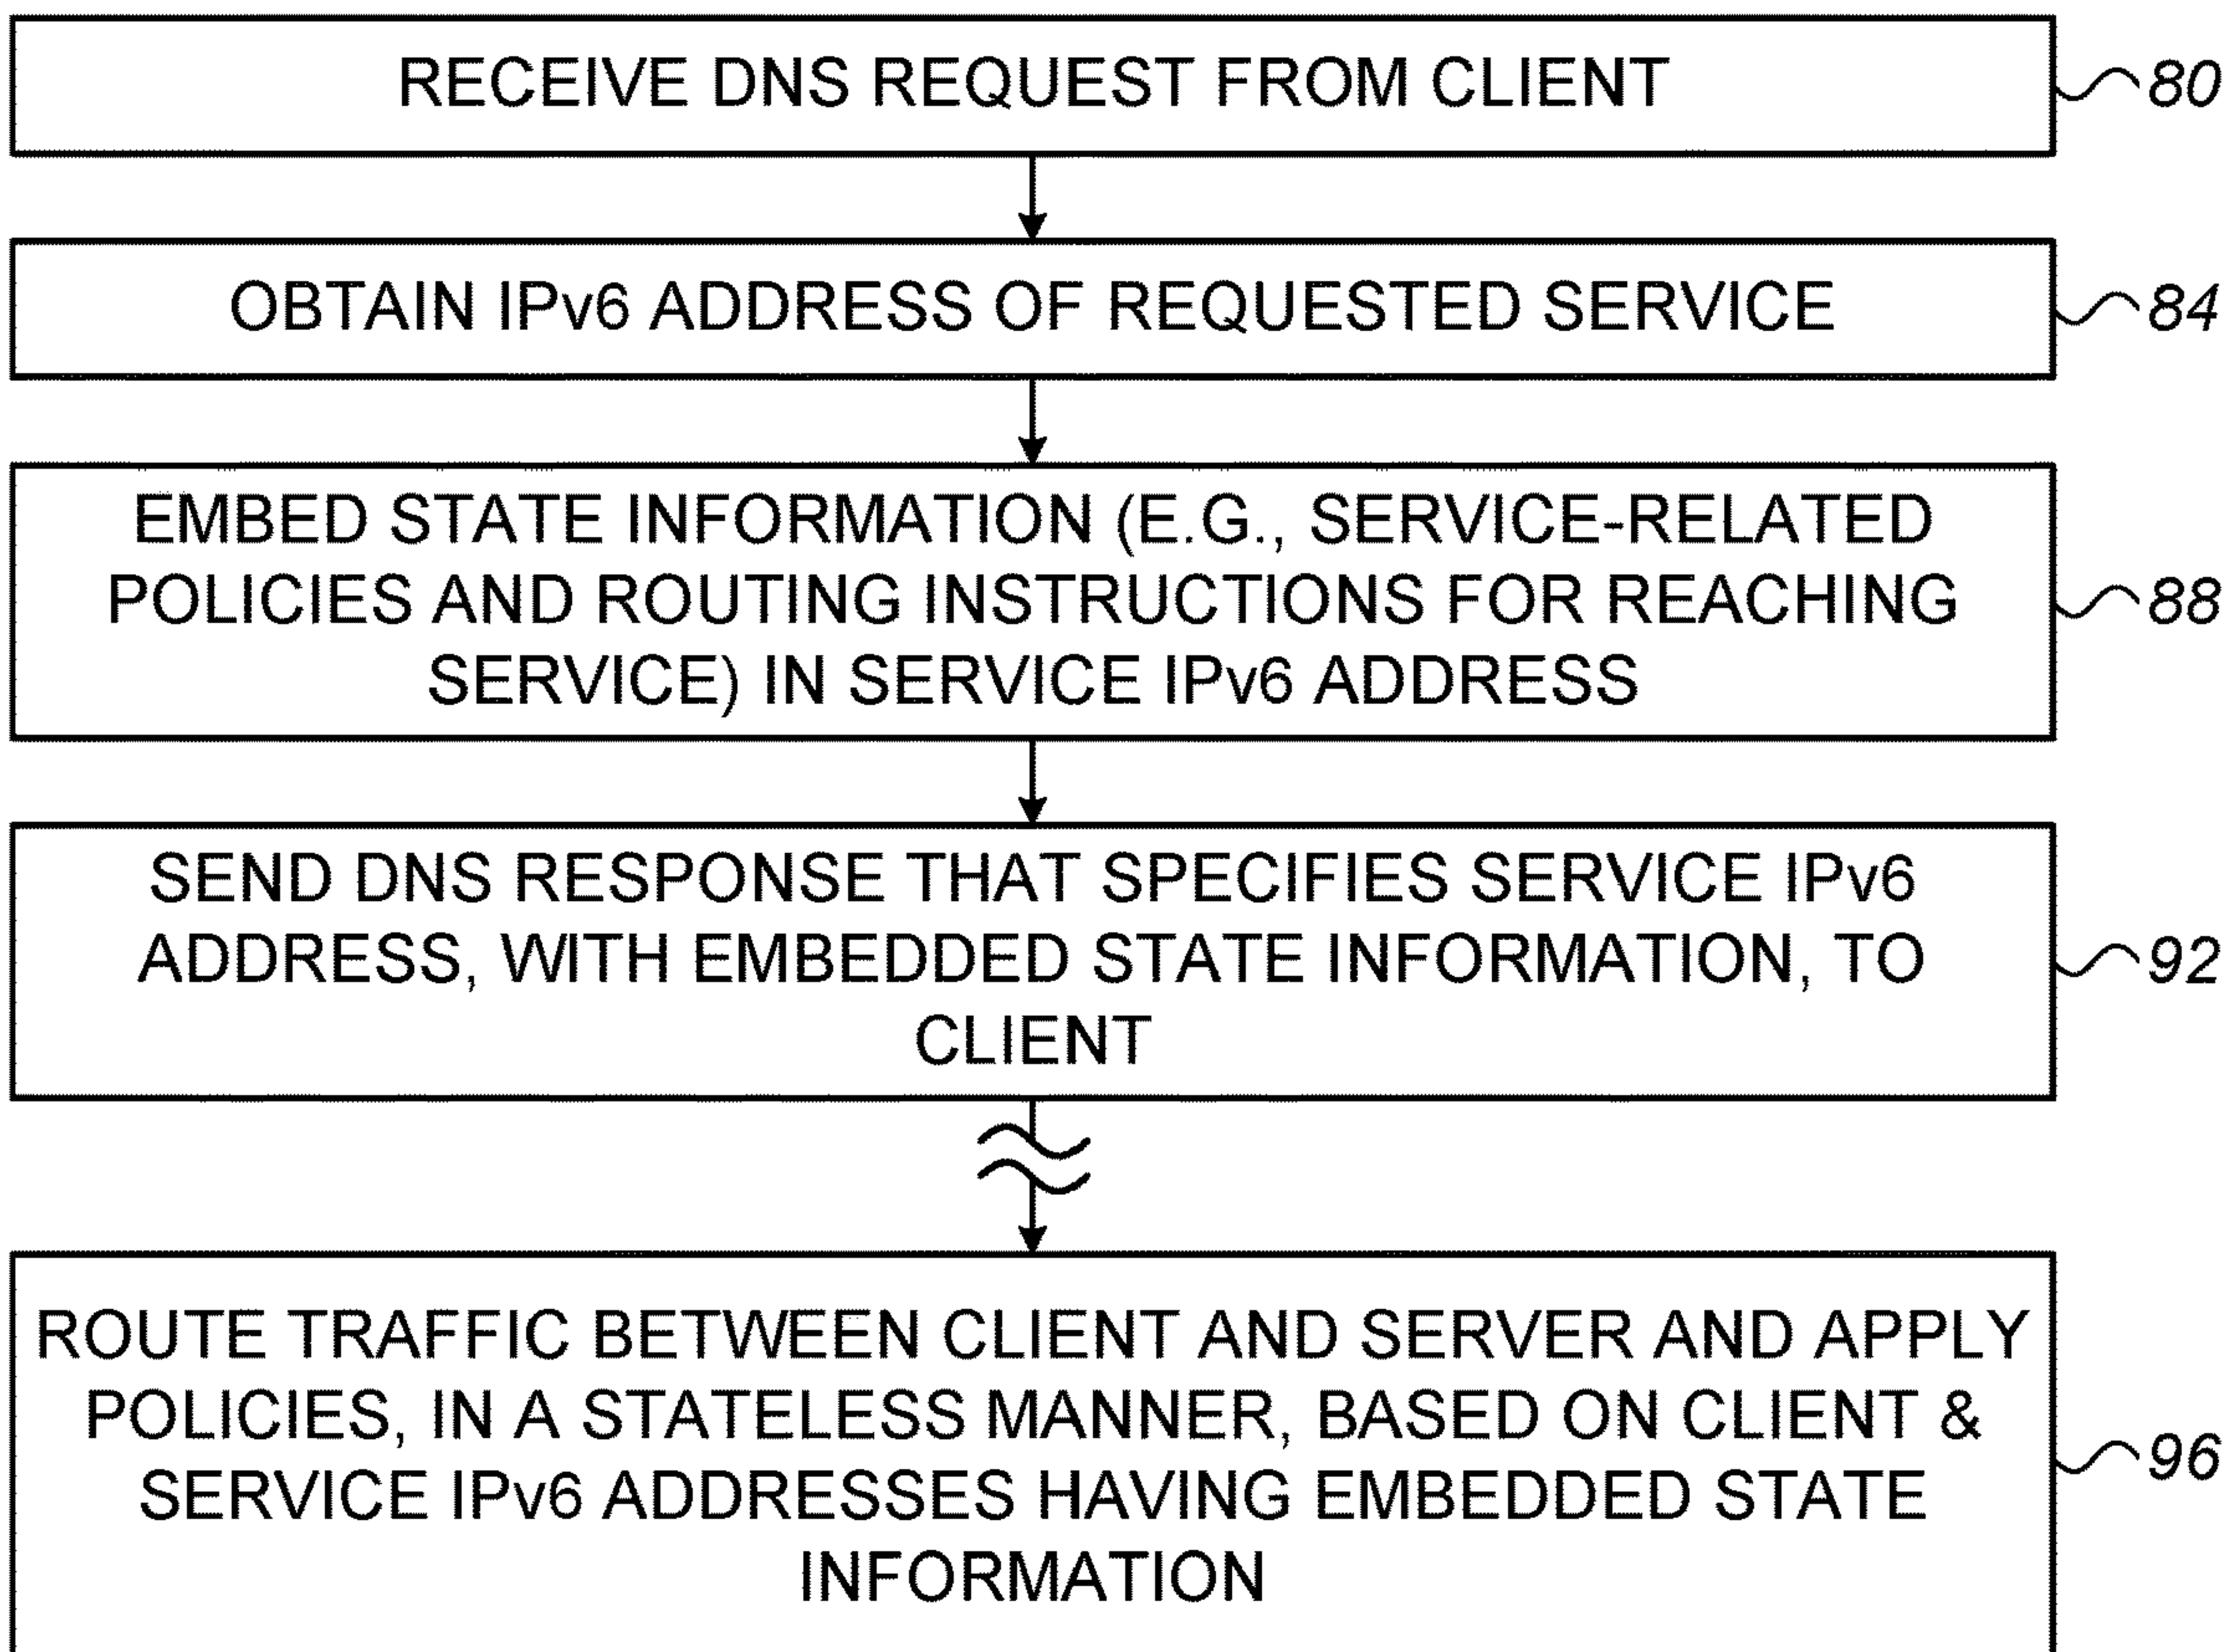 RECEIVE DNS REQUEST FROM CLIENT
80
OBTAIN IPv6 ADDRESS OF REQUESTED SERVICE
84
EMBED STATE INFORMATION (E.G., SERVICE-RELATED
POLICIES AND ROUTING INSTRUCTIONS FOR REACHING
SERVICE) IN SERVICE IPv6 ADDRESS
88
SEND DNS RESPONSE THAT SPECIFIES SERVICE IPv6
ADDRESS, WITH EMBEDDED STATE INFORMATION, TO
CLIENT
92
ROUTE TRAFFIC BETWEEN CLIENT AND SERVER AND APPLY
POLICIES, IN A STATELESS MANNER, BASED ON CLIENT &
SERVICE IPv6 ADDRESSES HAVING EMBEDDED STATE
INFORMATION
96